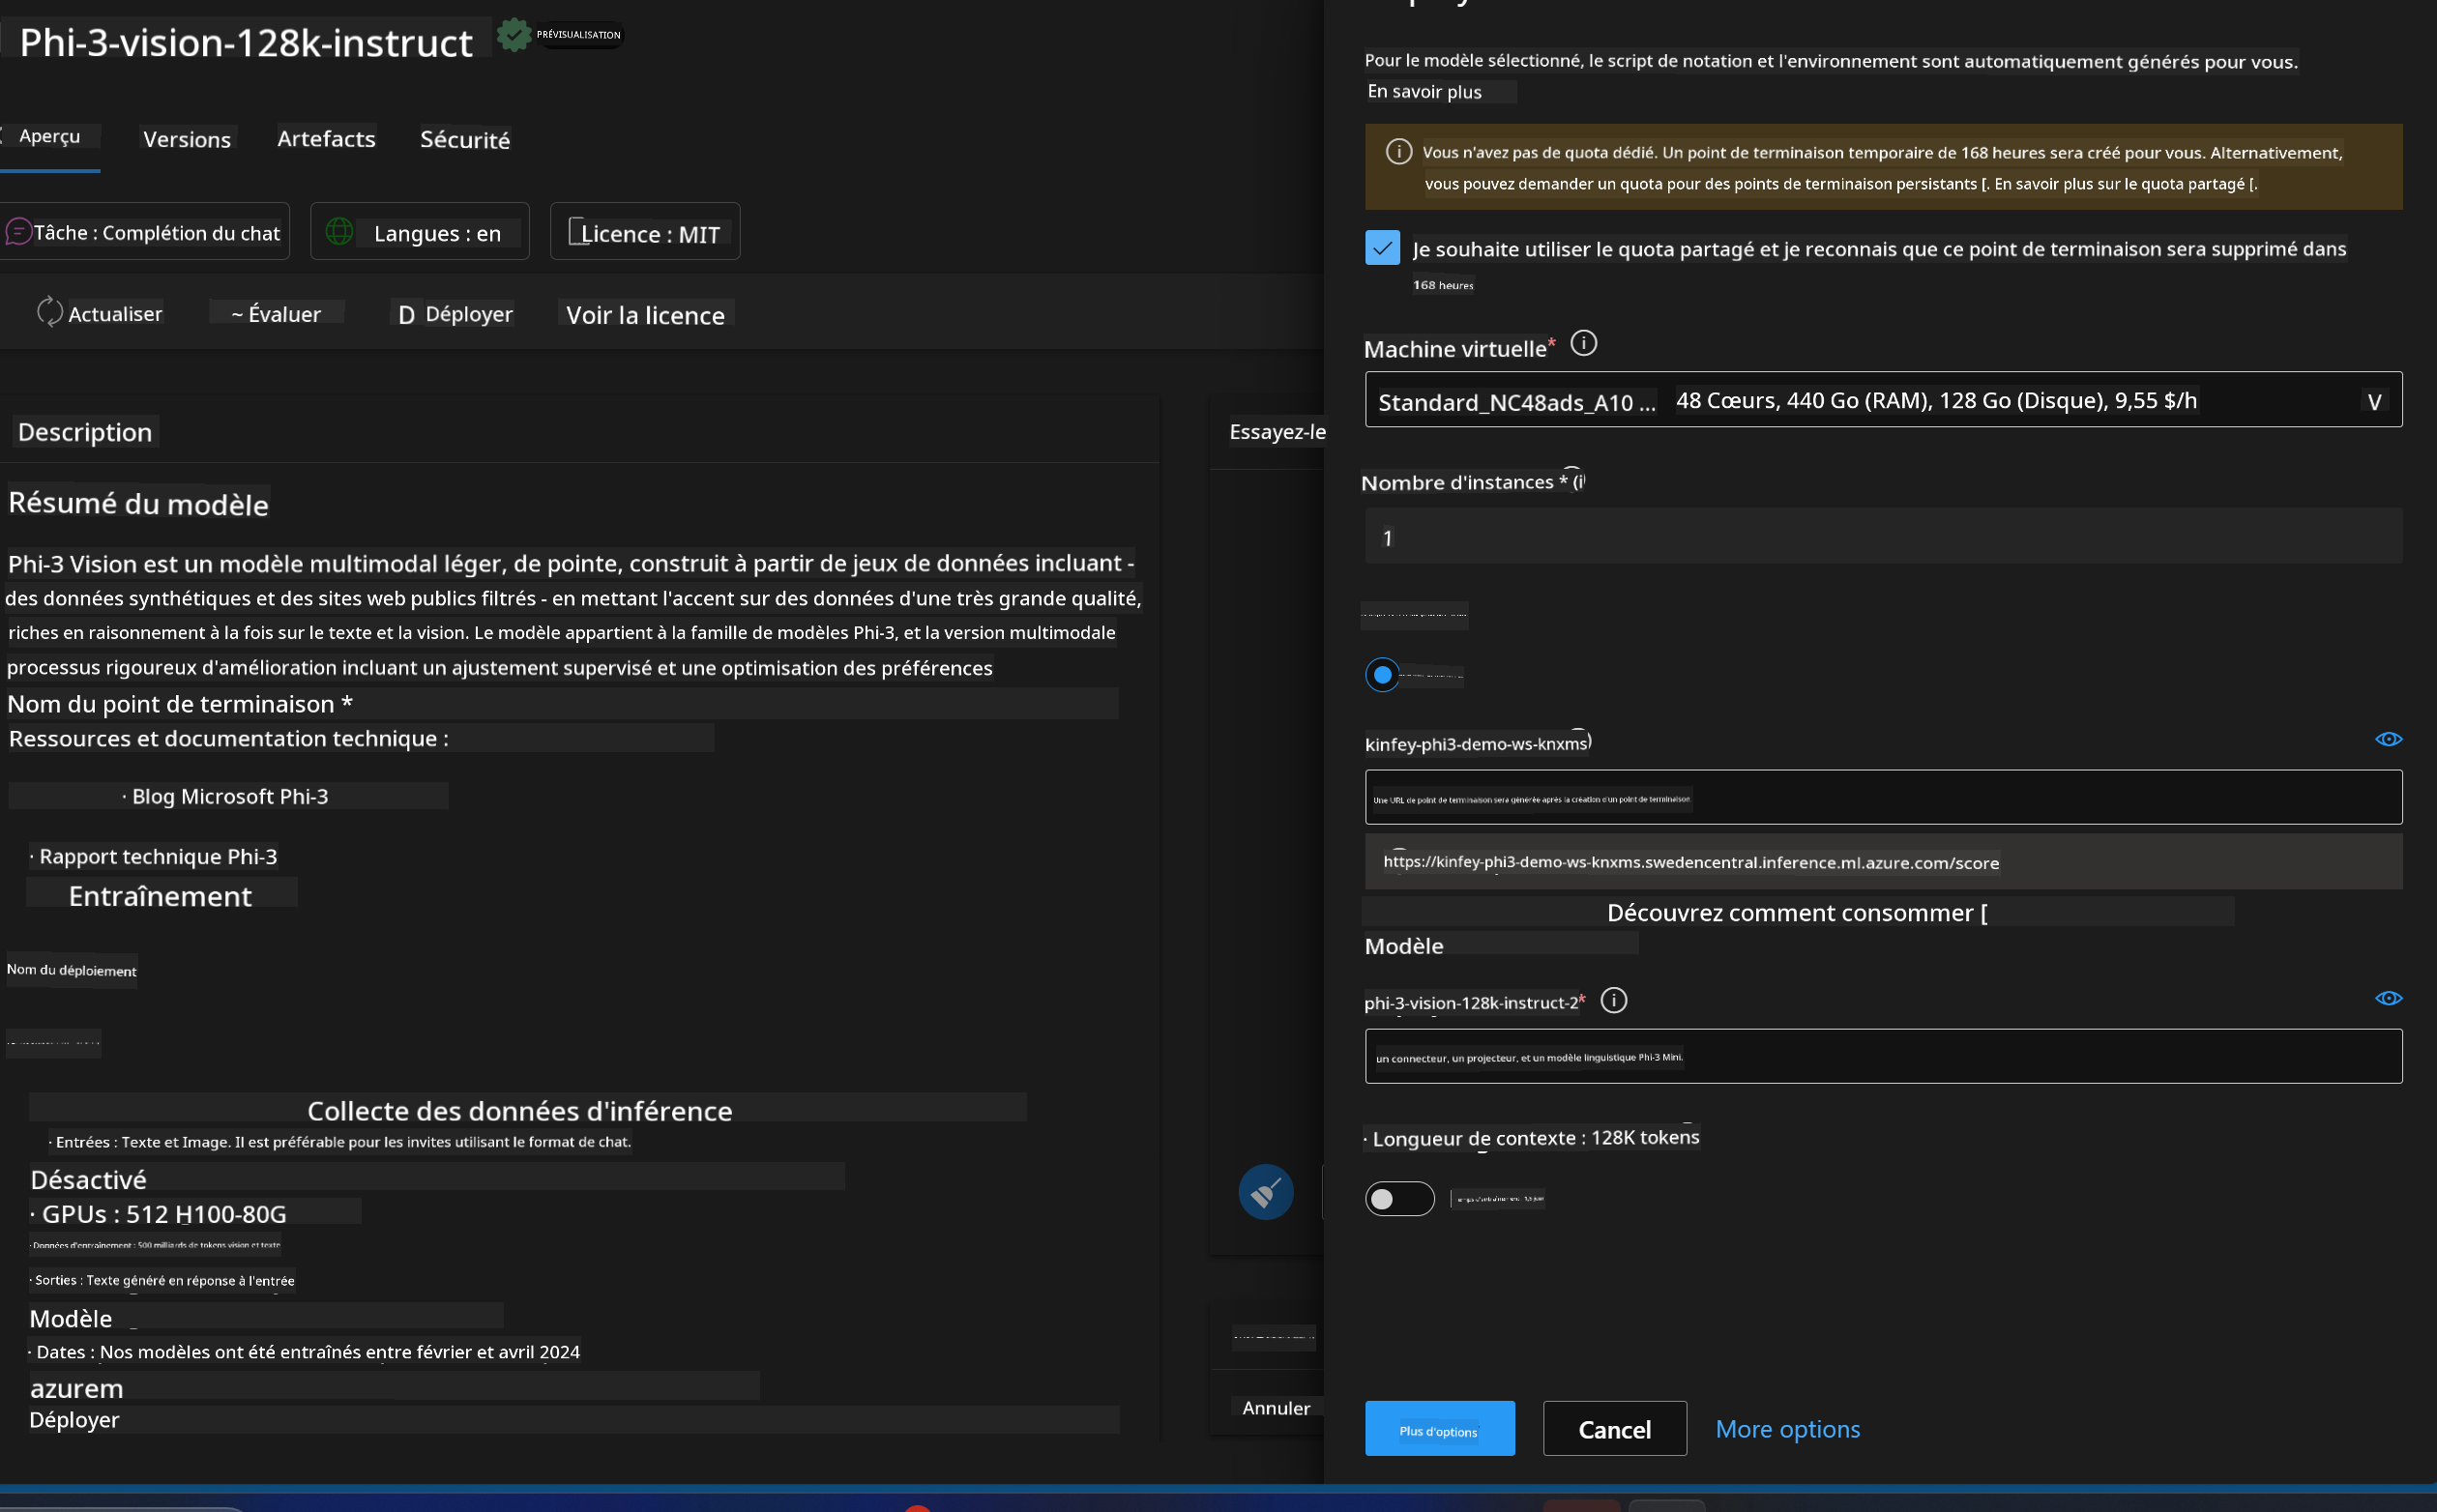 Phi-3-vision-128k-instruct
PRÉVISUALISATION
Aperçu
Versions
Artefacts
Sécurité
Tâche : Complétion du chat
Langues : en
Licence : MIT
Actualiser
~ Évaluer
D Déployer
Voir la licence
Description
Résumé du modèle
Phi-3 Vision est un modèle multimodal léger, de pointe, construit à partir de jeux de données incluant -
des données synthétiques et des sites web publics filtrés - en mettant l'accent sur des données d'une très grande qualité,
riches en raisonnement à la fois sur le texte et la vision. Le modèle appartient à la famille de modèles Phi-3, et la version multimodale
processus rigoureux d'amélioration incluant un ajustement supervisé et une optimisation des préférences
Nom du point de terminaison *
Ressources et documentation technique :
· Blog Microsoft Phi-3
· Rapport technique Phi-3
Entraînement
Nom du déploiement
Collecte des données d'inférence
· Entrées : Texte et Image. Il est préférable pour les invites utilisant le format de chat.
Désactivé
· GPUs : 512 H100-80G
· Données d'entraînement : 500 milliards de tokens vision et texte
· Sorties : Texte généré en réponse à l'entrée
Modèle
· Dates : Nos modèles ont été entraînés entre février et avril 2024
azurem
Déployer
Essayez-le
Annuler
Pour le modèle sélectionné, le script de notation et l'environnement sont automatiquement générés pour vous.
En savoir plus
Vous n'avez pas de quota dédié. Un point de terminaison temporaire de 168 heures sera créé pour vous. Alternativement,
vous pouvez demander un quota pour des points de terminaison persistants [. En savoir plus sur le quota partagé [.
Je souhaite utiliser le quota partagé et je reconnais que ce point de terminaison sera supprimé dans
168 heures
Machine virtuelle*
Standard_NC48ads_A10 ... 48 Cœurs, 440 Go (RAM), 128 Go (Disque), 9,55 $/h V
Nombre d'instances * (i
1
kinfey-phi3-demo-ws-knxms
Une URL de point de terminaison sera générée après la création d'un point de terminaison
https://kinfey-phi3-demo-ws-knxms.swedencentral.inference.ml.azure.com/score
Découvrez comment consommer [
Modèle
phi-3-vision-128k-instruct-2*
un connecteur, un projecteur, et un modèle linguistique Phi-3 Mini.
· Longueur de contexte : 128K tokens
Plus d'options
Cancel
More options